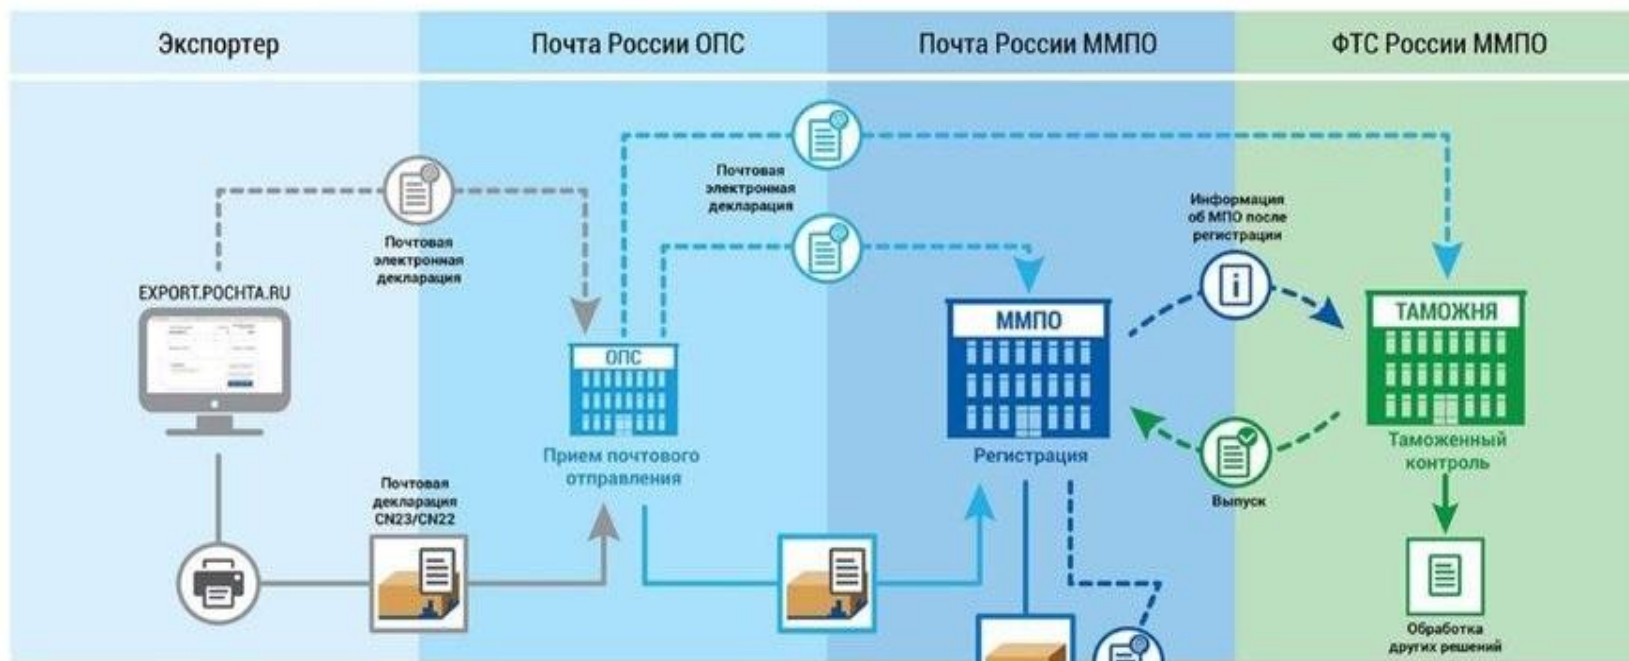 Экспортер
Почта России ОПС
Почта России ММПО
ФТС России ММПО
Почтовая
электронная
декларация
Почтовая
электронная
декларация
Информация
об МПО после
регистрации
EXPORT.POCHTA.RU
ОПС
ММПО
ТАМОЖНЯ
Прием почтового
отправления
Регистрация
Таможенный
контроль
Выпуск
Почтовая
декларация
CN23/CN22
Обработка
других решений